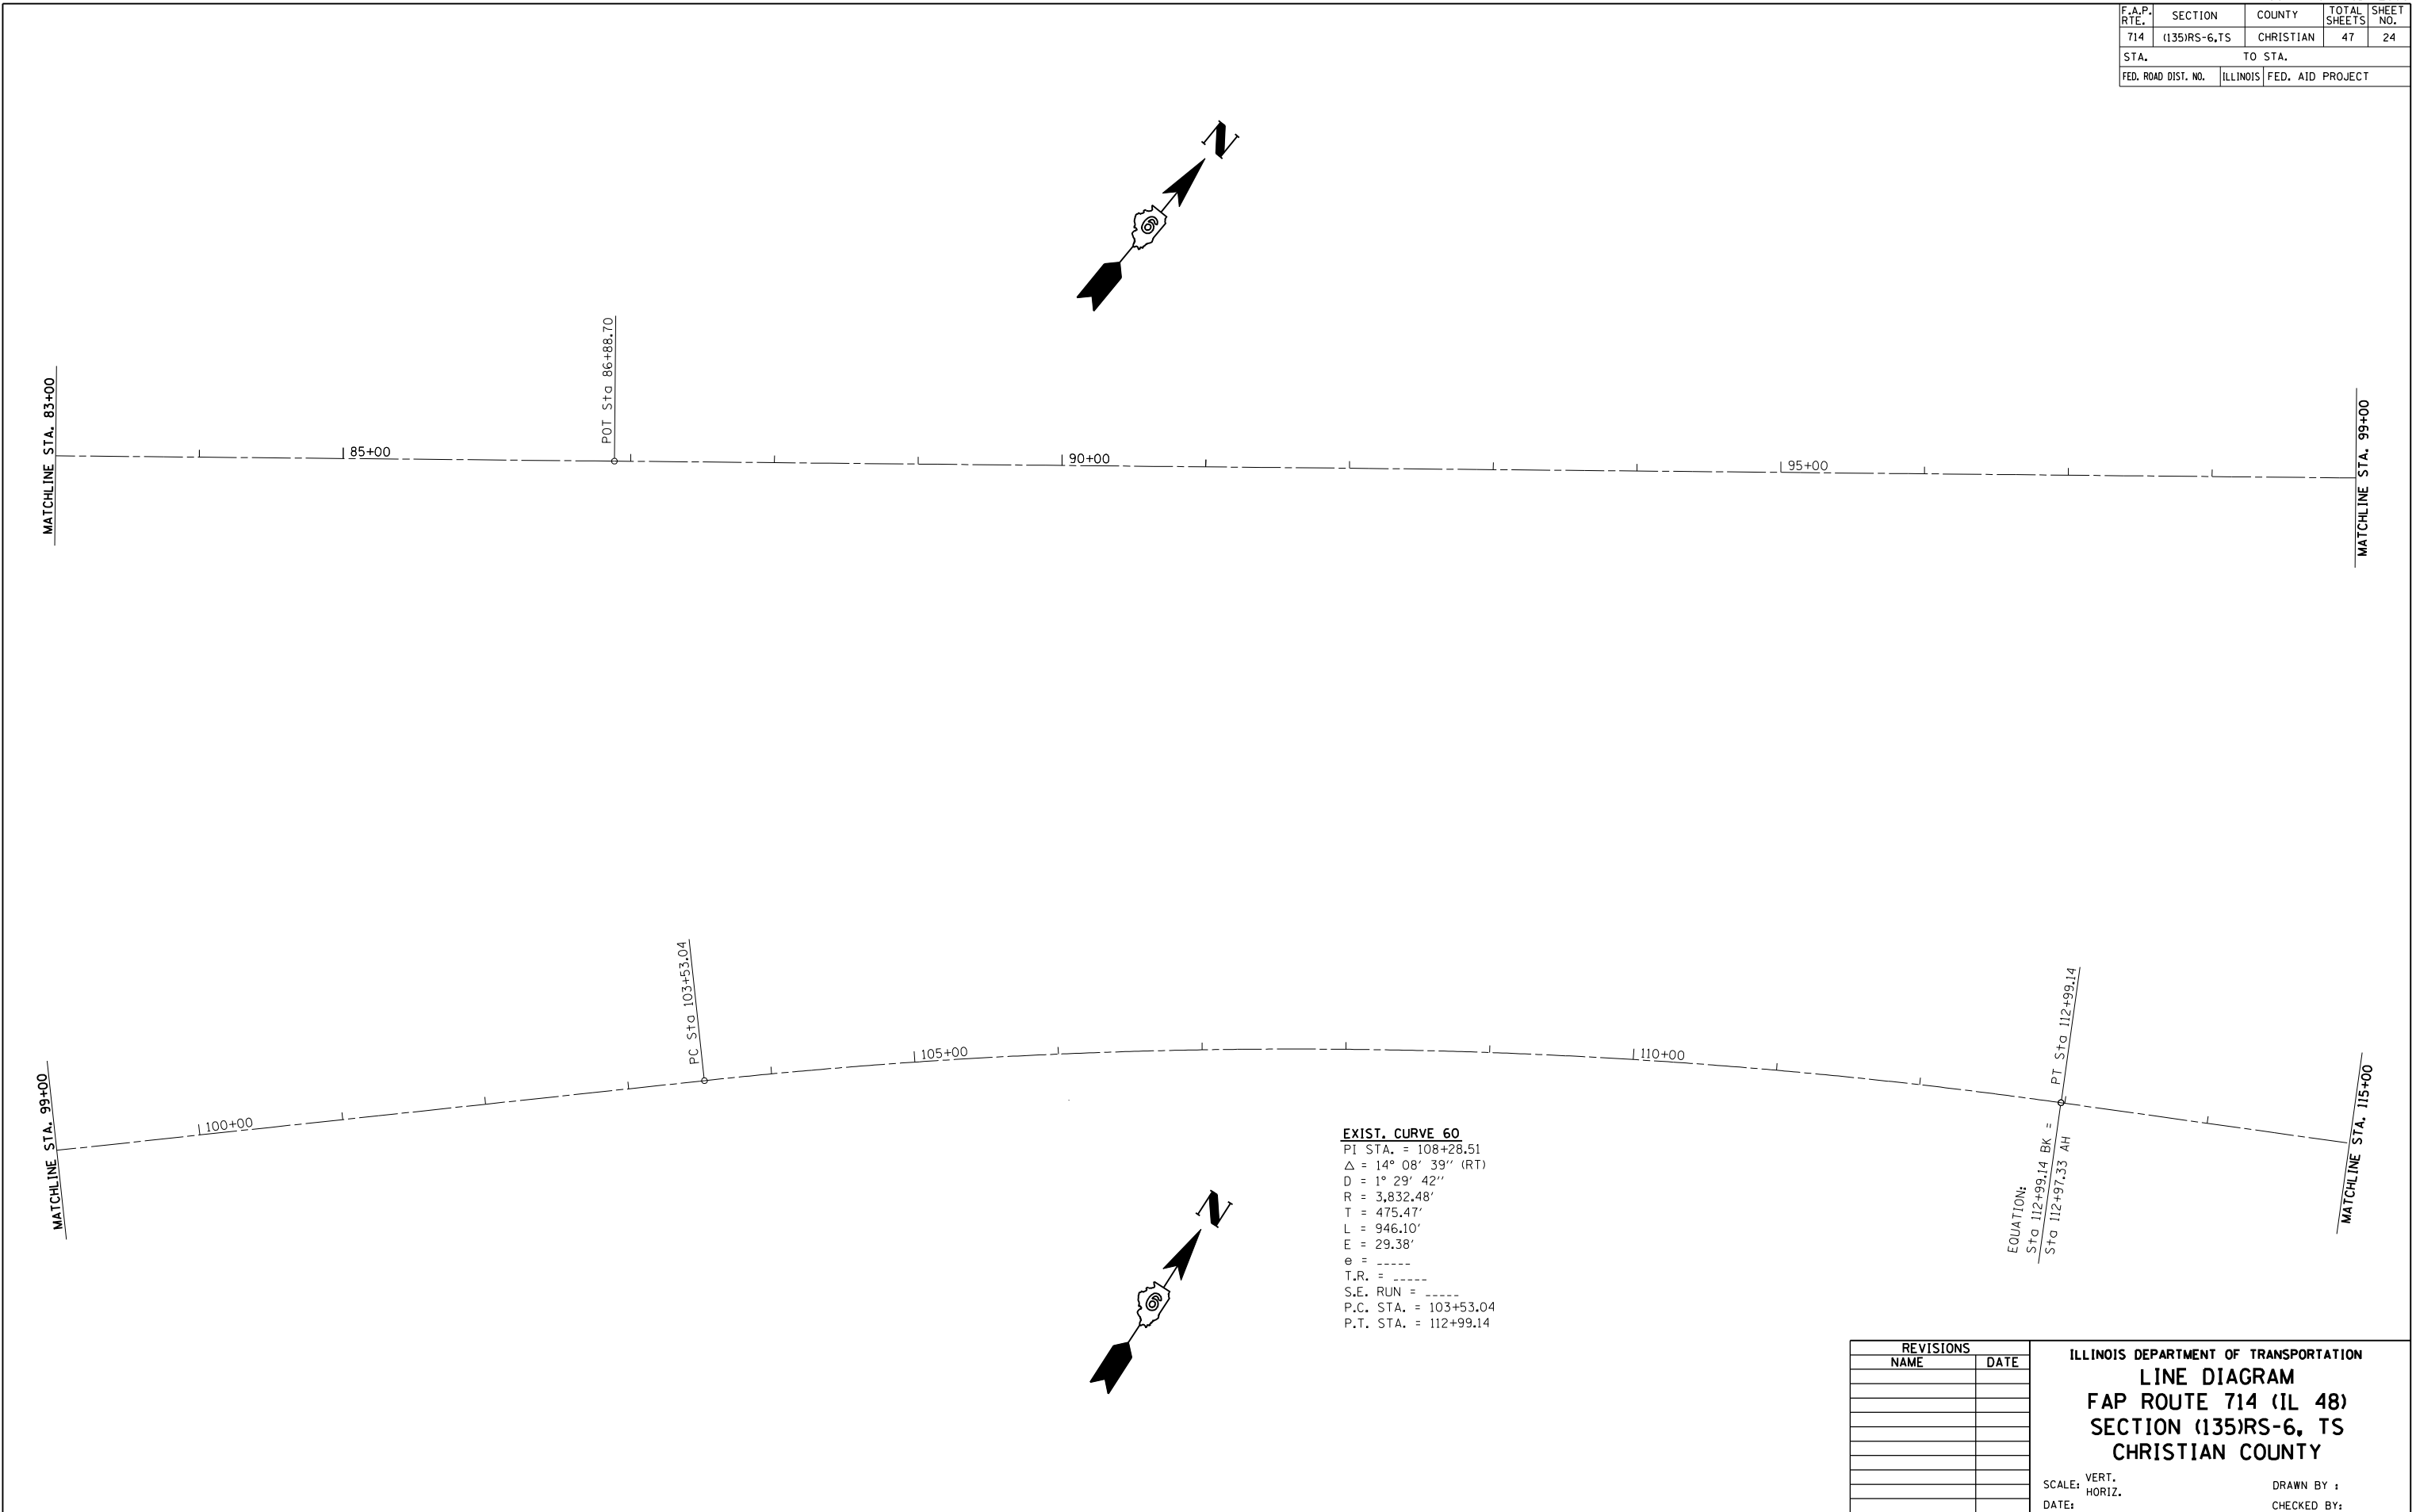 F.A.P. RTE. SECTION COUNTY TOTAL SHEETS SHEET NO.
714 (135)RS-6,TS CHRISTIAN 47 24
STA. TO STA.
FED. ROAD DIST. NO. ILLINOIS FED. AID PROJECT
N
6
MATCHLINE STA. 83+00
85+00
POT Sta 86+88.70
90+00
95+00
MATCHLINE STA. 99+00
MATCHLINE STA. 99+00
100+00
PC Sta 103+53.04
105+00
110+00
PT Sta 112+99.14
EQUATION:
Sta 112+99.14 BK =
Sta 112+97.33 AH
MATCHLINE STA. 115+00
EXIST. CURVE 60
PI STA. = 108+28.51
△ = 14° 08' 39'' (RT)
D = 1° 29' 42''
R = 3,832.48'
T = 475.47'
L = 946.10'
E = 29.38'
e = _____
T.R. = _____
S.E. RUN = _____
P.C. STA. = 103+53.04
P.T. STA. = 112+99.14
N
6
REVISIONS
NAME DATE
ILLINOIS DEPARTMENT OF TRANSPORTATION
LINE DIAGRAM
FAP ROUTE 714 (IL 48)
SECTION (135)RS-6, TS
CHRISTIAN COUNTY
SCALE: VERT. HORIZ.
DRAWN BY :
DATE:
CHECKED BY: